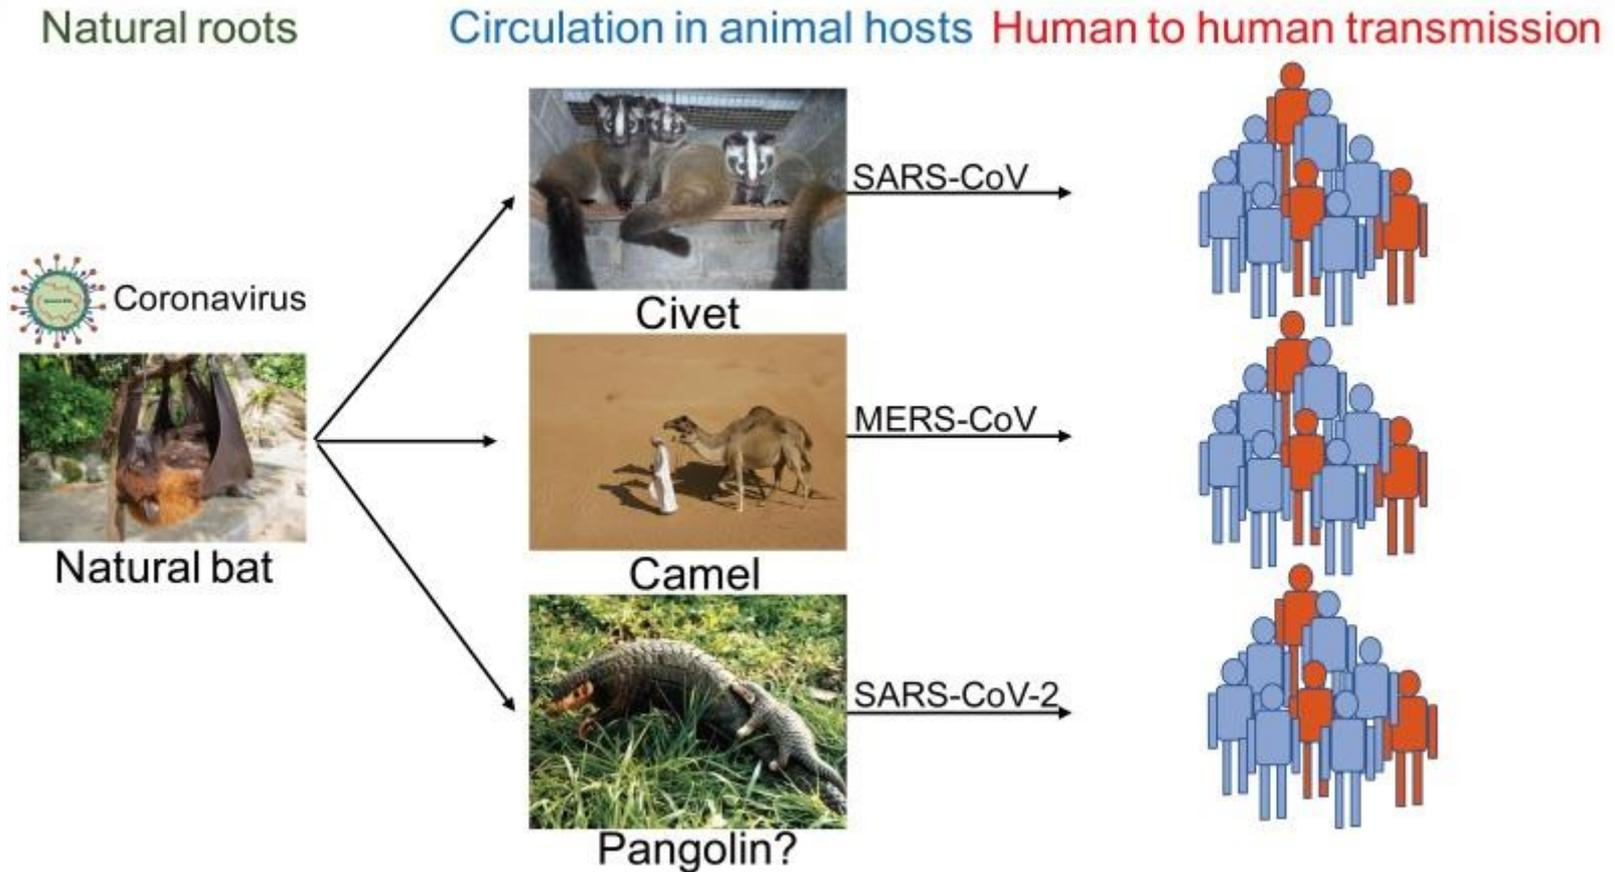 Natural roots
Circulation in animal hosts
Human to human transmission
Coronavirus
Natural bat
Civet
Camel
Pangolin?
SARS-CoV
MERS-CoV
SARS-CoV-2